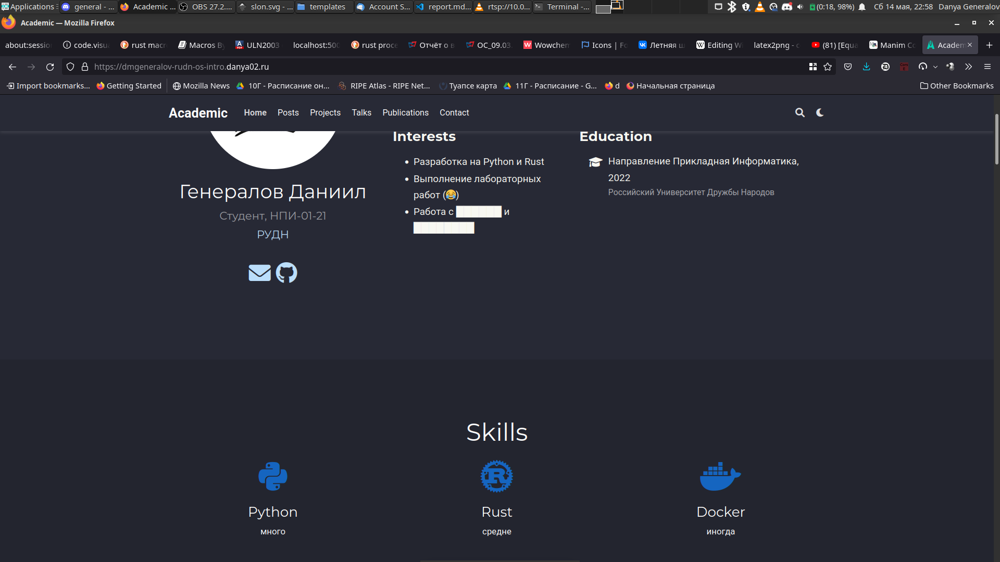 Applications
general - ...
Academic ...
OBS 27.2....
slon.svg - ...
templates
Account S...
report.md...
rtsp://10.0...
Terminal -...
(0:18, 98%)
Сб 14 мая, 22:58
Danya Generalov
Academic — Mozilla Firefox
about:sessio
code.visua
rust macr
Macros By
ULN2003
localhost:500
rust proce
Отчёт о в
ОС_09.03.
Wowchem
Icons | Fo
Летняя ш
Editing Wi
latex2png - c
(81) [Equa
Manim Co
Academ
https://dmgeneralov-rudn-os-intro.danya02.ru
Import bookmarks...
Getting Started
Mozilla News
10Г - Расписание он...
RIPE Atlas - RIPE Net...
Туапсе карта
11Г - Расписание - G...
d
Начальная страница
Other Bookmarks
Academic
Home
Posts
Projects
Talks
Publications
Contact
Генералов Даниил
Студент, НПИ-01-21
РУДН
Interests
Разработка на Python и Rust
Выполнение лабораторных
работ (😂)
Работа с ██████ и
████████
Education
Направление Прикладная Информатика,
2022
Российский Университет Дружбы Народов
Skills
Python
много
Rust
средне
Docker
иногда